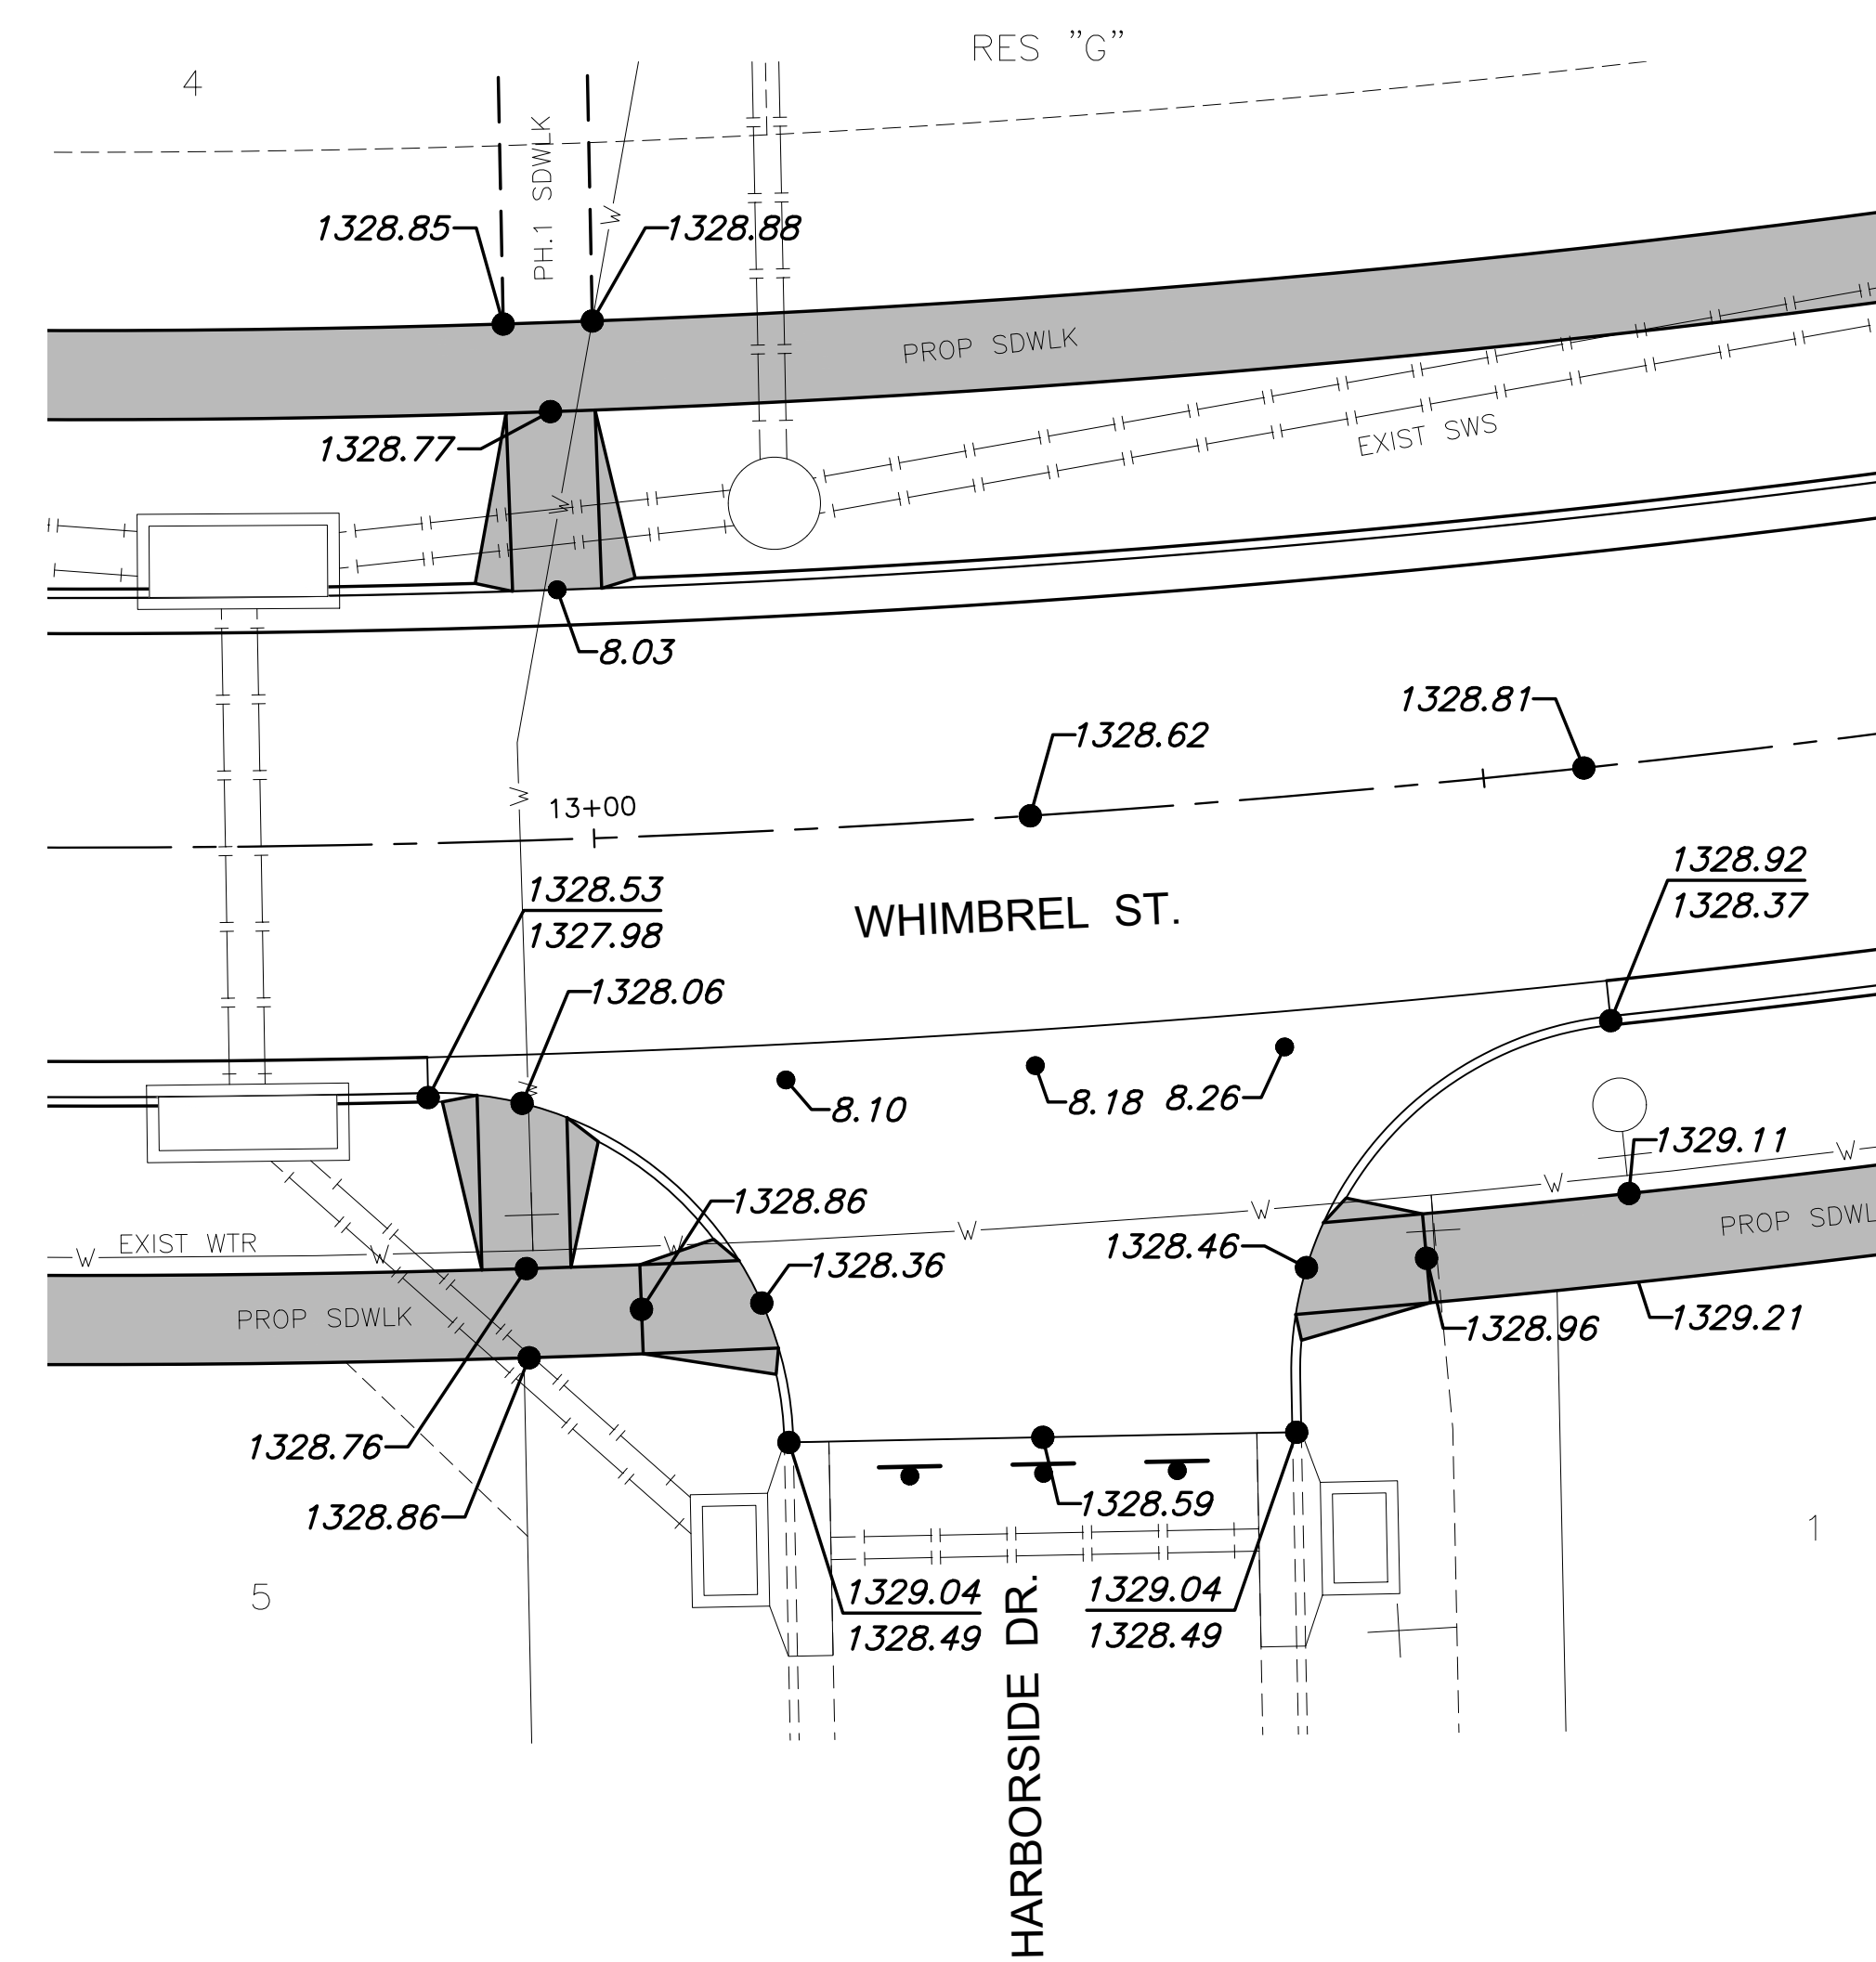 RES "G"
4
PH.1 SDWLK
1328.85
1328.88
W
PROP SDWLK
1328.77
EXIST SWS
W
8.03
1328.81
1328.62
W
13+00
1328.92
1328.37
1328.53
1327.98
WHIMBREL ST.
1328.06
W
8.10
8.18
8.26
1329.11
W
W
1328.86
W
W
1328.46
EXIST WTR
W
W
W
1328.36
PROP SDWL
PROP SDWLK
1328.96
1329.21
1328.76
1328.86
1328.59
1
5
1329.04
1328.49
1329.04
1328.49
HARBORSIDE DR.